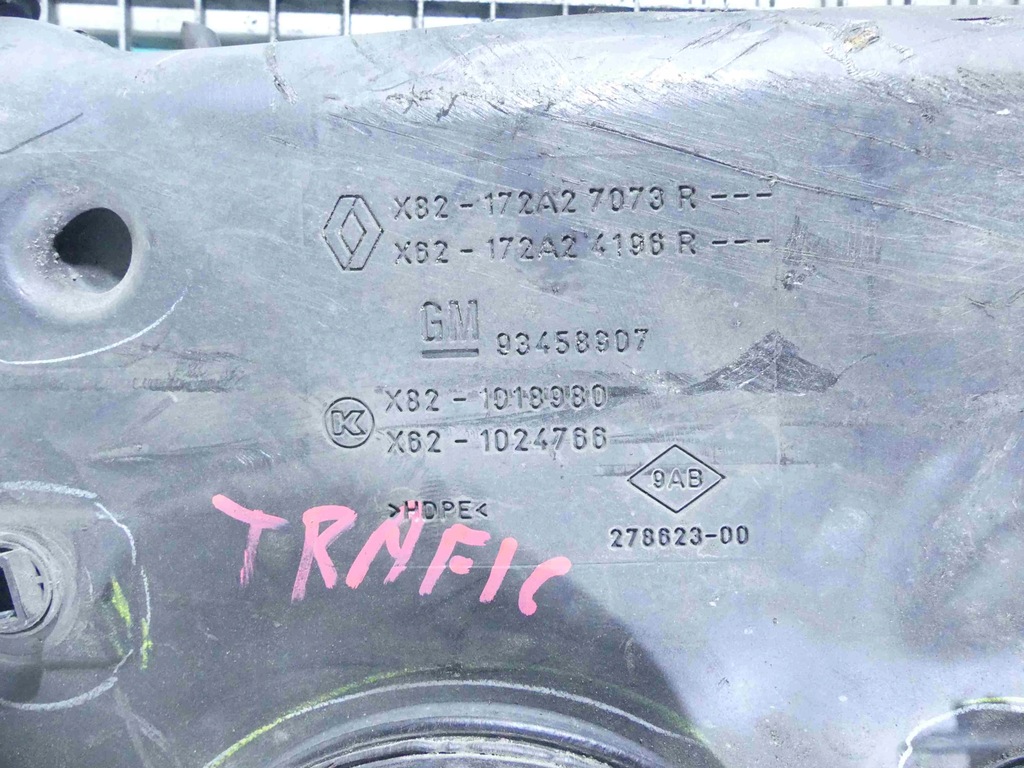 X82 - 172A2 7073 R ---
X62 - 172A2 4196 R ---
GM 93458907
K X82 - 1018980
X62 - 1024766
9AB
>HDPE<
278623-00
TRAFIC